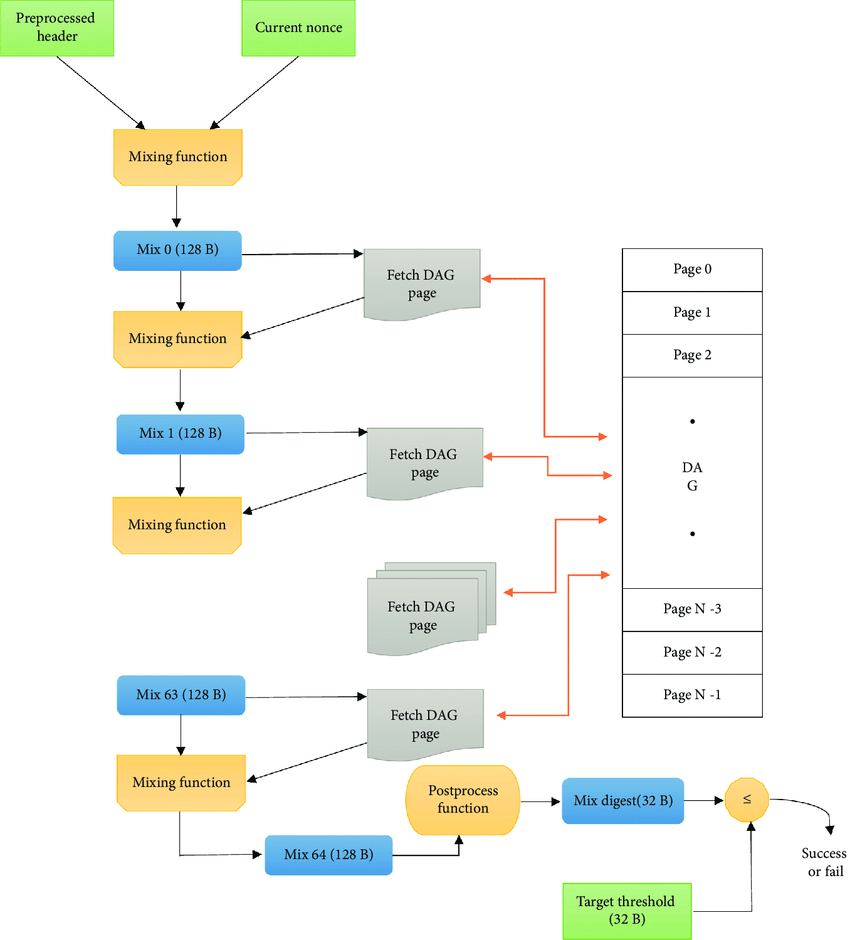 Preprocessed
header
Current nonce
Mixing function
Mix 0 (128 B)
Fetch DAG
page
Mixing function
Mix 1 (128 B)
Fetch DAG
page
Mixing function
Fetch DAG
page
Mix 63 (128 B)
Fetch DAG
page
Mixing function
Mix 64 (128 B)
Postprocess
function
Mix digest(32 B)
≤
Success
or fail
Target threshold
(32 B)
Page 0
Page 1
Page 2
DA
G
Page N -3
Page N -2
Page N -1